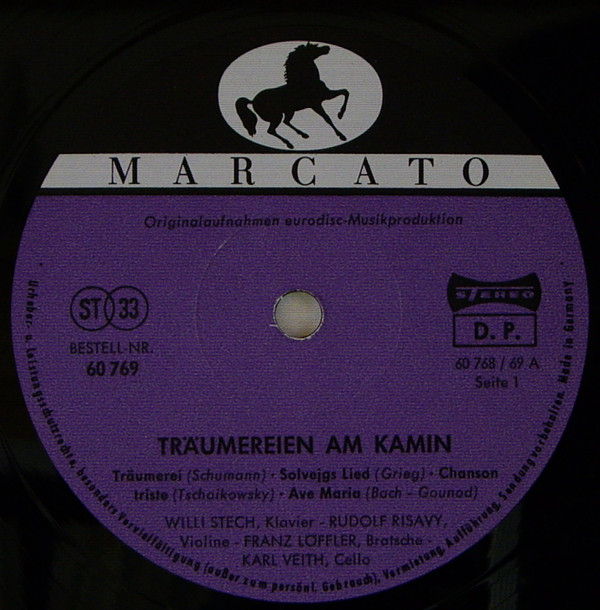 MARCATO
Originalaufnahmen eurodisc-Musikproduktion
ST 33
BESTELL-NR.
60 769
STEREO
D. P.
60 768 / 69 A
Seite 1
TRÄUMEREIEN AM KAMIN
Träumerei (Schumann) · Solvejgs Lied (Grieg) · Chanson
triste (Tschaikowsky) · Ave Maria (Bach - Gounod)
WILLI STECH, Klavier - RUDOLF RISAVY,
Violine - FRANZ LÖFFLER, Bratsche -
KARL VEITH, Cello
Urheber- u. Leistungsschutzrechte, besonders Vervielfältigung (außer zum persönl. Gebrauch), Vermietung, Aufführung, Sendung vorbehalten. Made in Germany